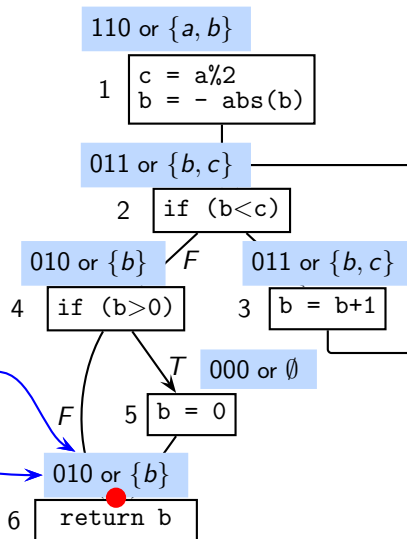 110 or {a, b}
1
c = a%2
b = - abs(b)
011 or {b, c}
2
if (b<c)
010 or {b}
F
011 or {b, c}
4
if (b>0)
3
b = b+1
T
000 or ∅
F
5
b = 0
010 or {b}
6
return b